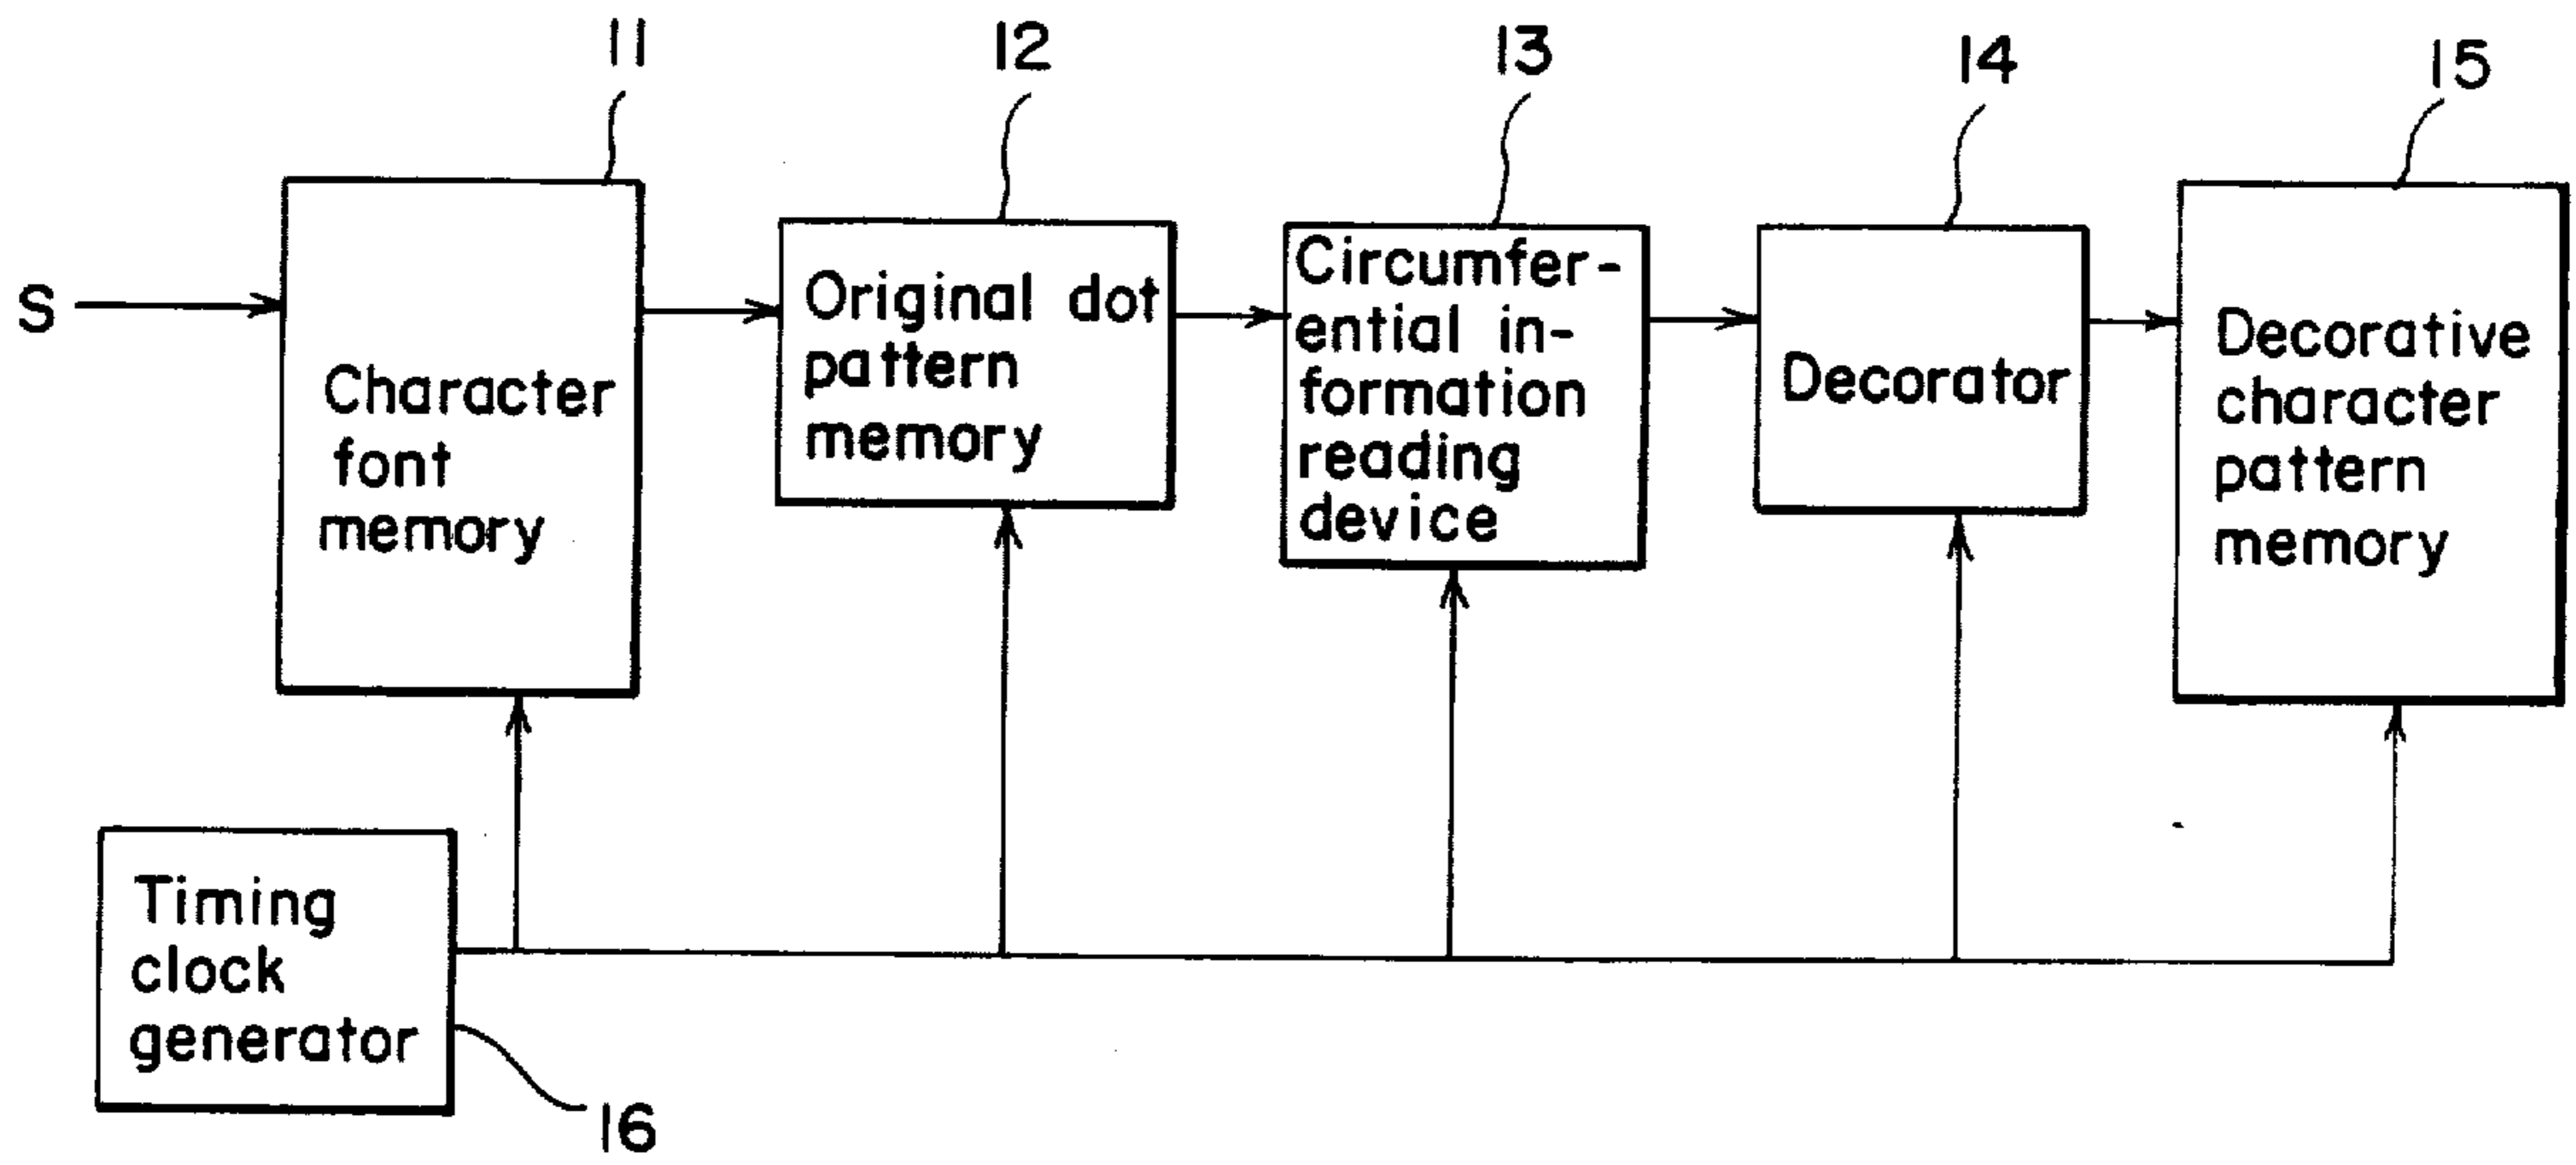 11
12
13
14
15
S
Character
font
memory
Original dot
pattern
memory
Circumfer-
ential in-
formation
reading
device
Decorator
Decorative
character
pattern
memory
Timing
clock
generator
16